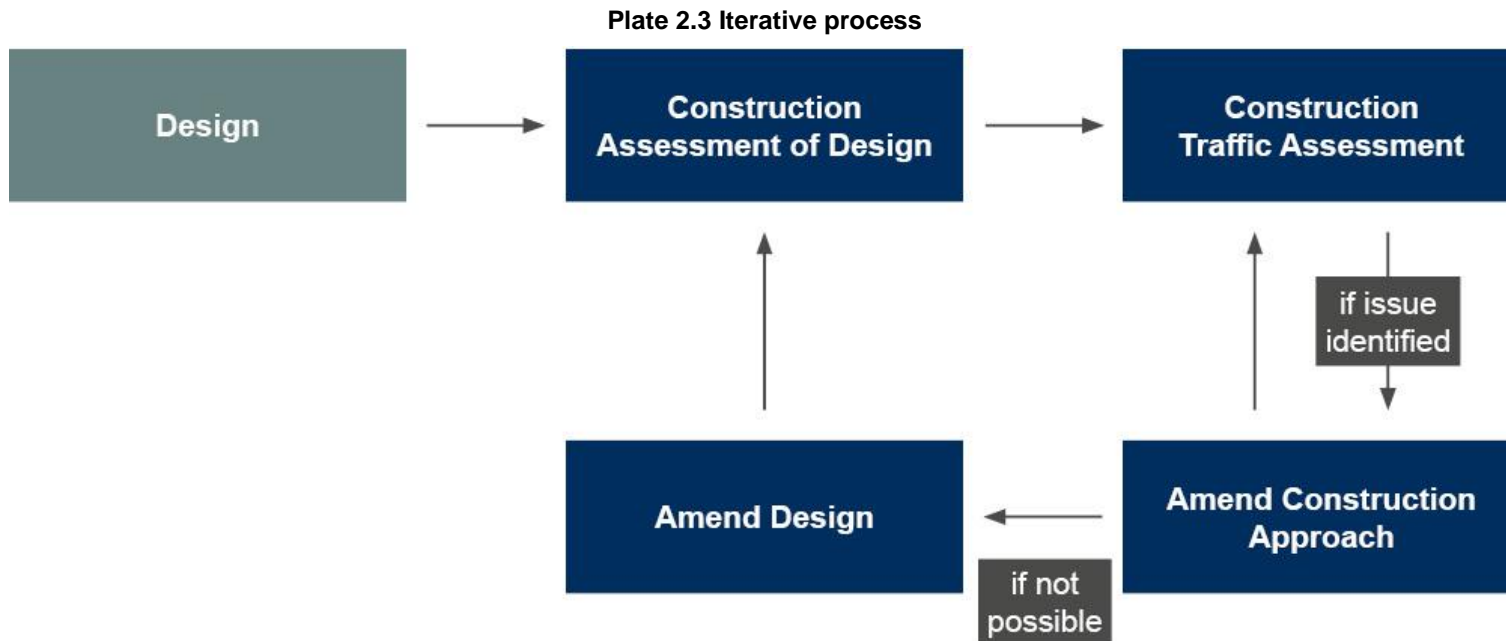 Plate 2.3 Iterative process
Design
Construction
Assessment of Design
Construction
Traffic Assessment
if issue
identified
Amend Design
Amend Construction
Approach
if not
possible